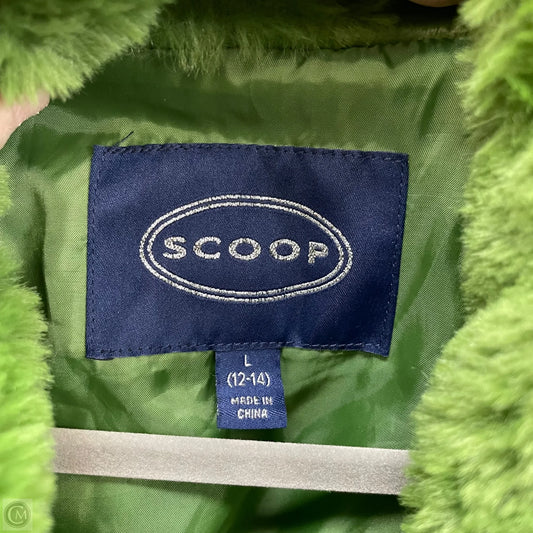 SCOOP
L
(12-14)
MADE IN
CHINA